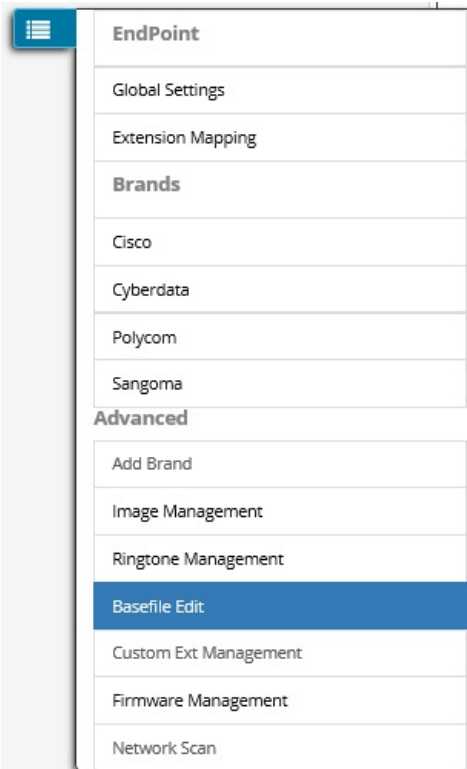 EndPoint
Global Settings
Extension Mapping
Brands
Cisco
Cyberdata
Polycom
Sangoma
Advanced
Add Brand
Image Management
Ringtone Management
Basefile Edit
Custom Ext Management
Firmware Management
Network Scan